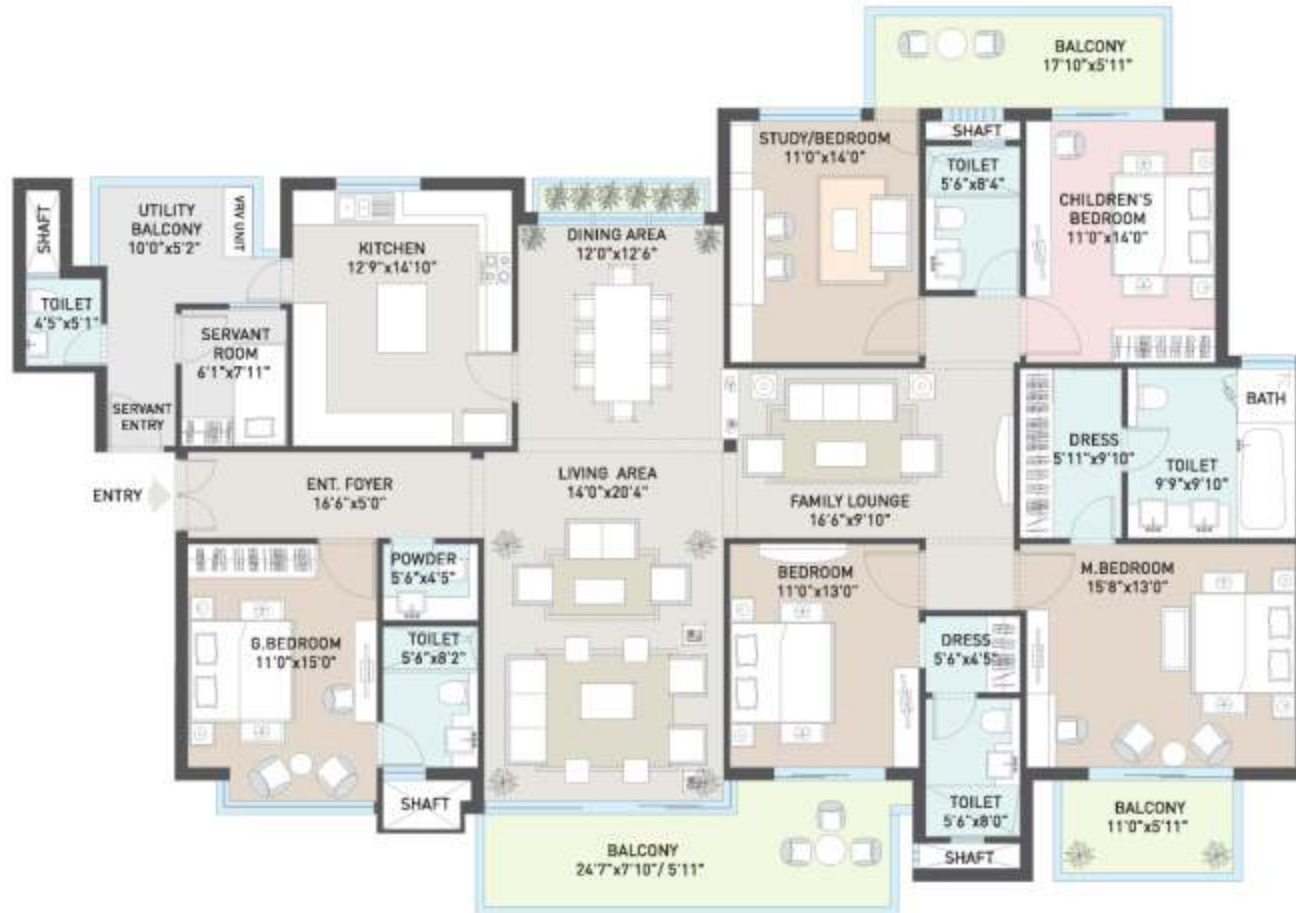 BALCONY
17'10"x5'11"
STUDY/BEDROOM
11'0"x14'0"
SHAFT
TOILET
5'6"x8'4"
CHILDREN'S
BEDROOM
11'0"x14'0"
SHAFT
UTILITY
BALCONY
10'0"x5'2"
VRV UNIT
KITCHEN
12'9"x14'10"
DINING AREA
12'0"x12'6"
TOILET
4'5"x5'1"
SERVANT
ROOM
6'1"x7'11"
SERVANT
ENTRY
DRESS
5'11"x9'10"
TOILET
9'9"x9'10"
BATH
ENTRY
ENT. FOYER
16'6"x5'0"
LIVING AREA
14'0"x20'4"
FAMILY LOUNGE
16'6"x9'10"
POWDER
5'6"x4'5"
BEDROOM
11'0"x13'0"
M.BEDROOM
15'8"x13'0"
G.BEDROOM
11'0"x15'0"
TOILET
5'6"x8'2"
DRESS
5'6"x4'5"
SHAFT
TOILET
5'6"x8'0"
BALCONY
11'0"x5'11"
BALCONY
24'7"x7'10"/ 5'11"
SHAFT